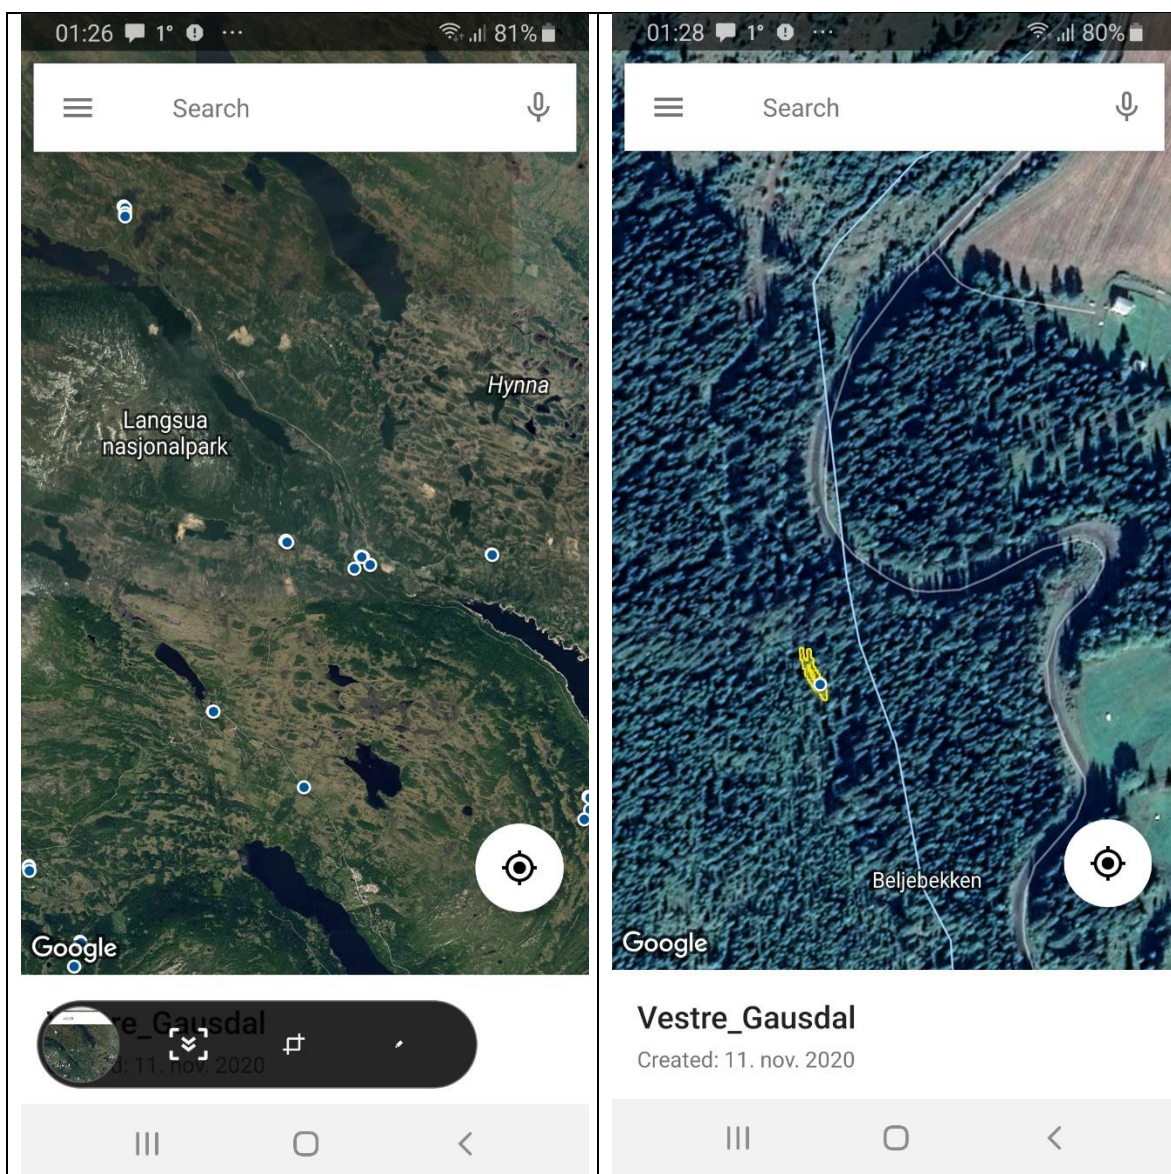 01:26 1° ... 81%
Search
Hynna
Langsua
nasjonalpark
Google
re_Gausdal
d: 11. nov. 2020
01:28 1° ... 80%
Search
Beljebekken
Google
Vestre_Gausdal
Created: 11. nov. 2020